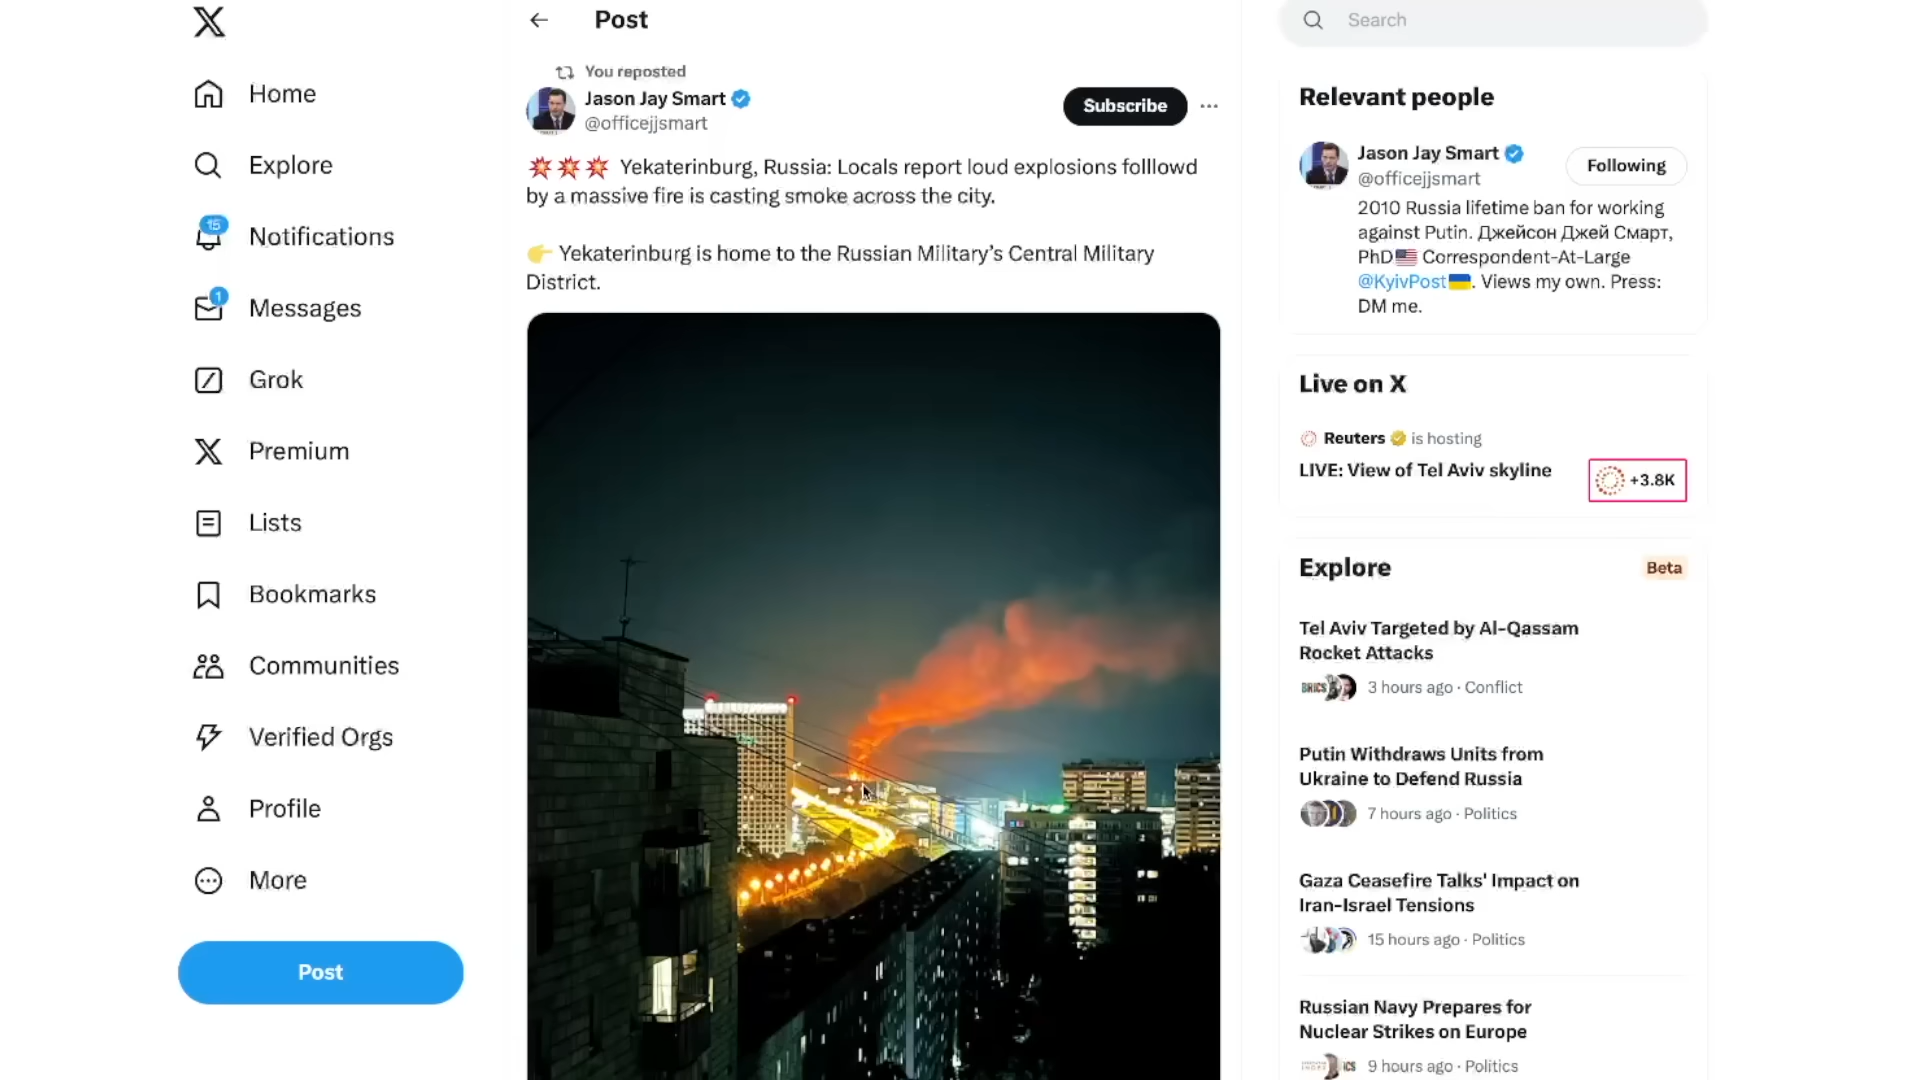 Home
Explore
15
Notifications
1
Messages
Grok
Premium
Lists
Bookmarks
Communities
Verified Orgs
Profile
More
Post
Post
You reposted
Jason Jay Smart
@officejjsmart
Subscribe
💥💥💥 Yekaterinburg, Russia: Locals report loud explosions folllowd
by a massive fire is casting smoke across the city.
👉 Yekaterinburg is home to the Russian Military’s Central Military
District.
Search
Relevant people
Jason Jay Smart
@officejjsmart
Following
2010 Russia lifetime ban for working
against Putin. Джейсон Джей Смарт,
PhD🇺🇸 Correspondent-At-Large
@KyivPost🇺🇦. Views my own. Press:
DM me.
Live on X
Reuters is hosting
LIVE: View of Tel Aviv skyline
+3.8K
Explore
Beta
Tel Aviv Targeted by Al-Qassam
Rocket Attacks
BRICS
3 hours ago · Conflict
Putin Withdraws Units from
Ukraine to Defend Russia
7 hours ago · Politics
Gaza Ceasefire Talks' Impact on
Iran-Israel Tensions
15 hours ago · Politics
Russian Navy Prepares for
Nuclear Strikes on Europe
9 hours ago · Politics